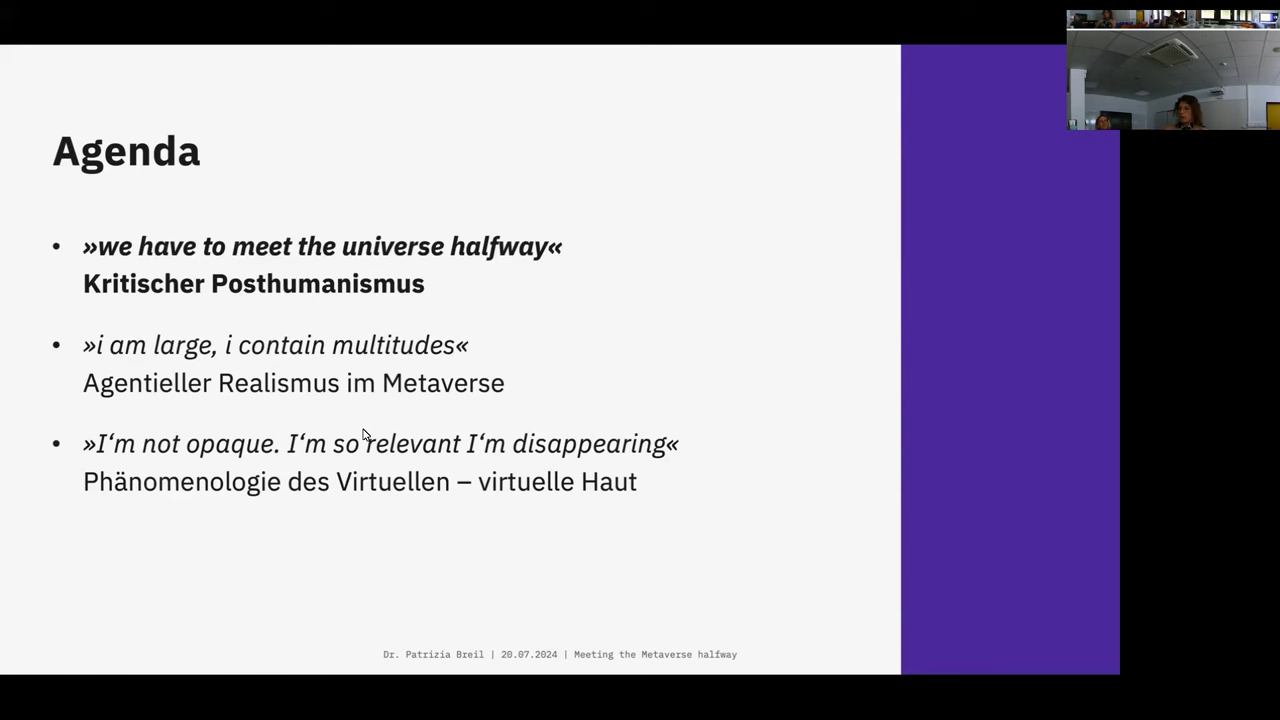 Agenda
• »we have to meet the universe halfway«
Kritischer Posthumanismus
• »i am large, i contain multitudes«
Agentieller Realismus im Metaverse
• »I‘m not opaque. I‘m so relevant I‘m disappearing«
Phänomenologie des Virtuellen – virtuelle Haut
Dr. Patrizia Breil | 20.07.2024 | Meeting the Metaverse halfway